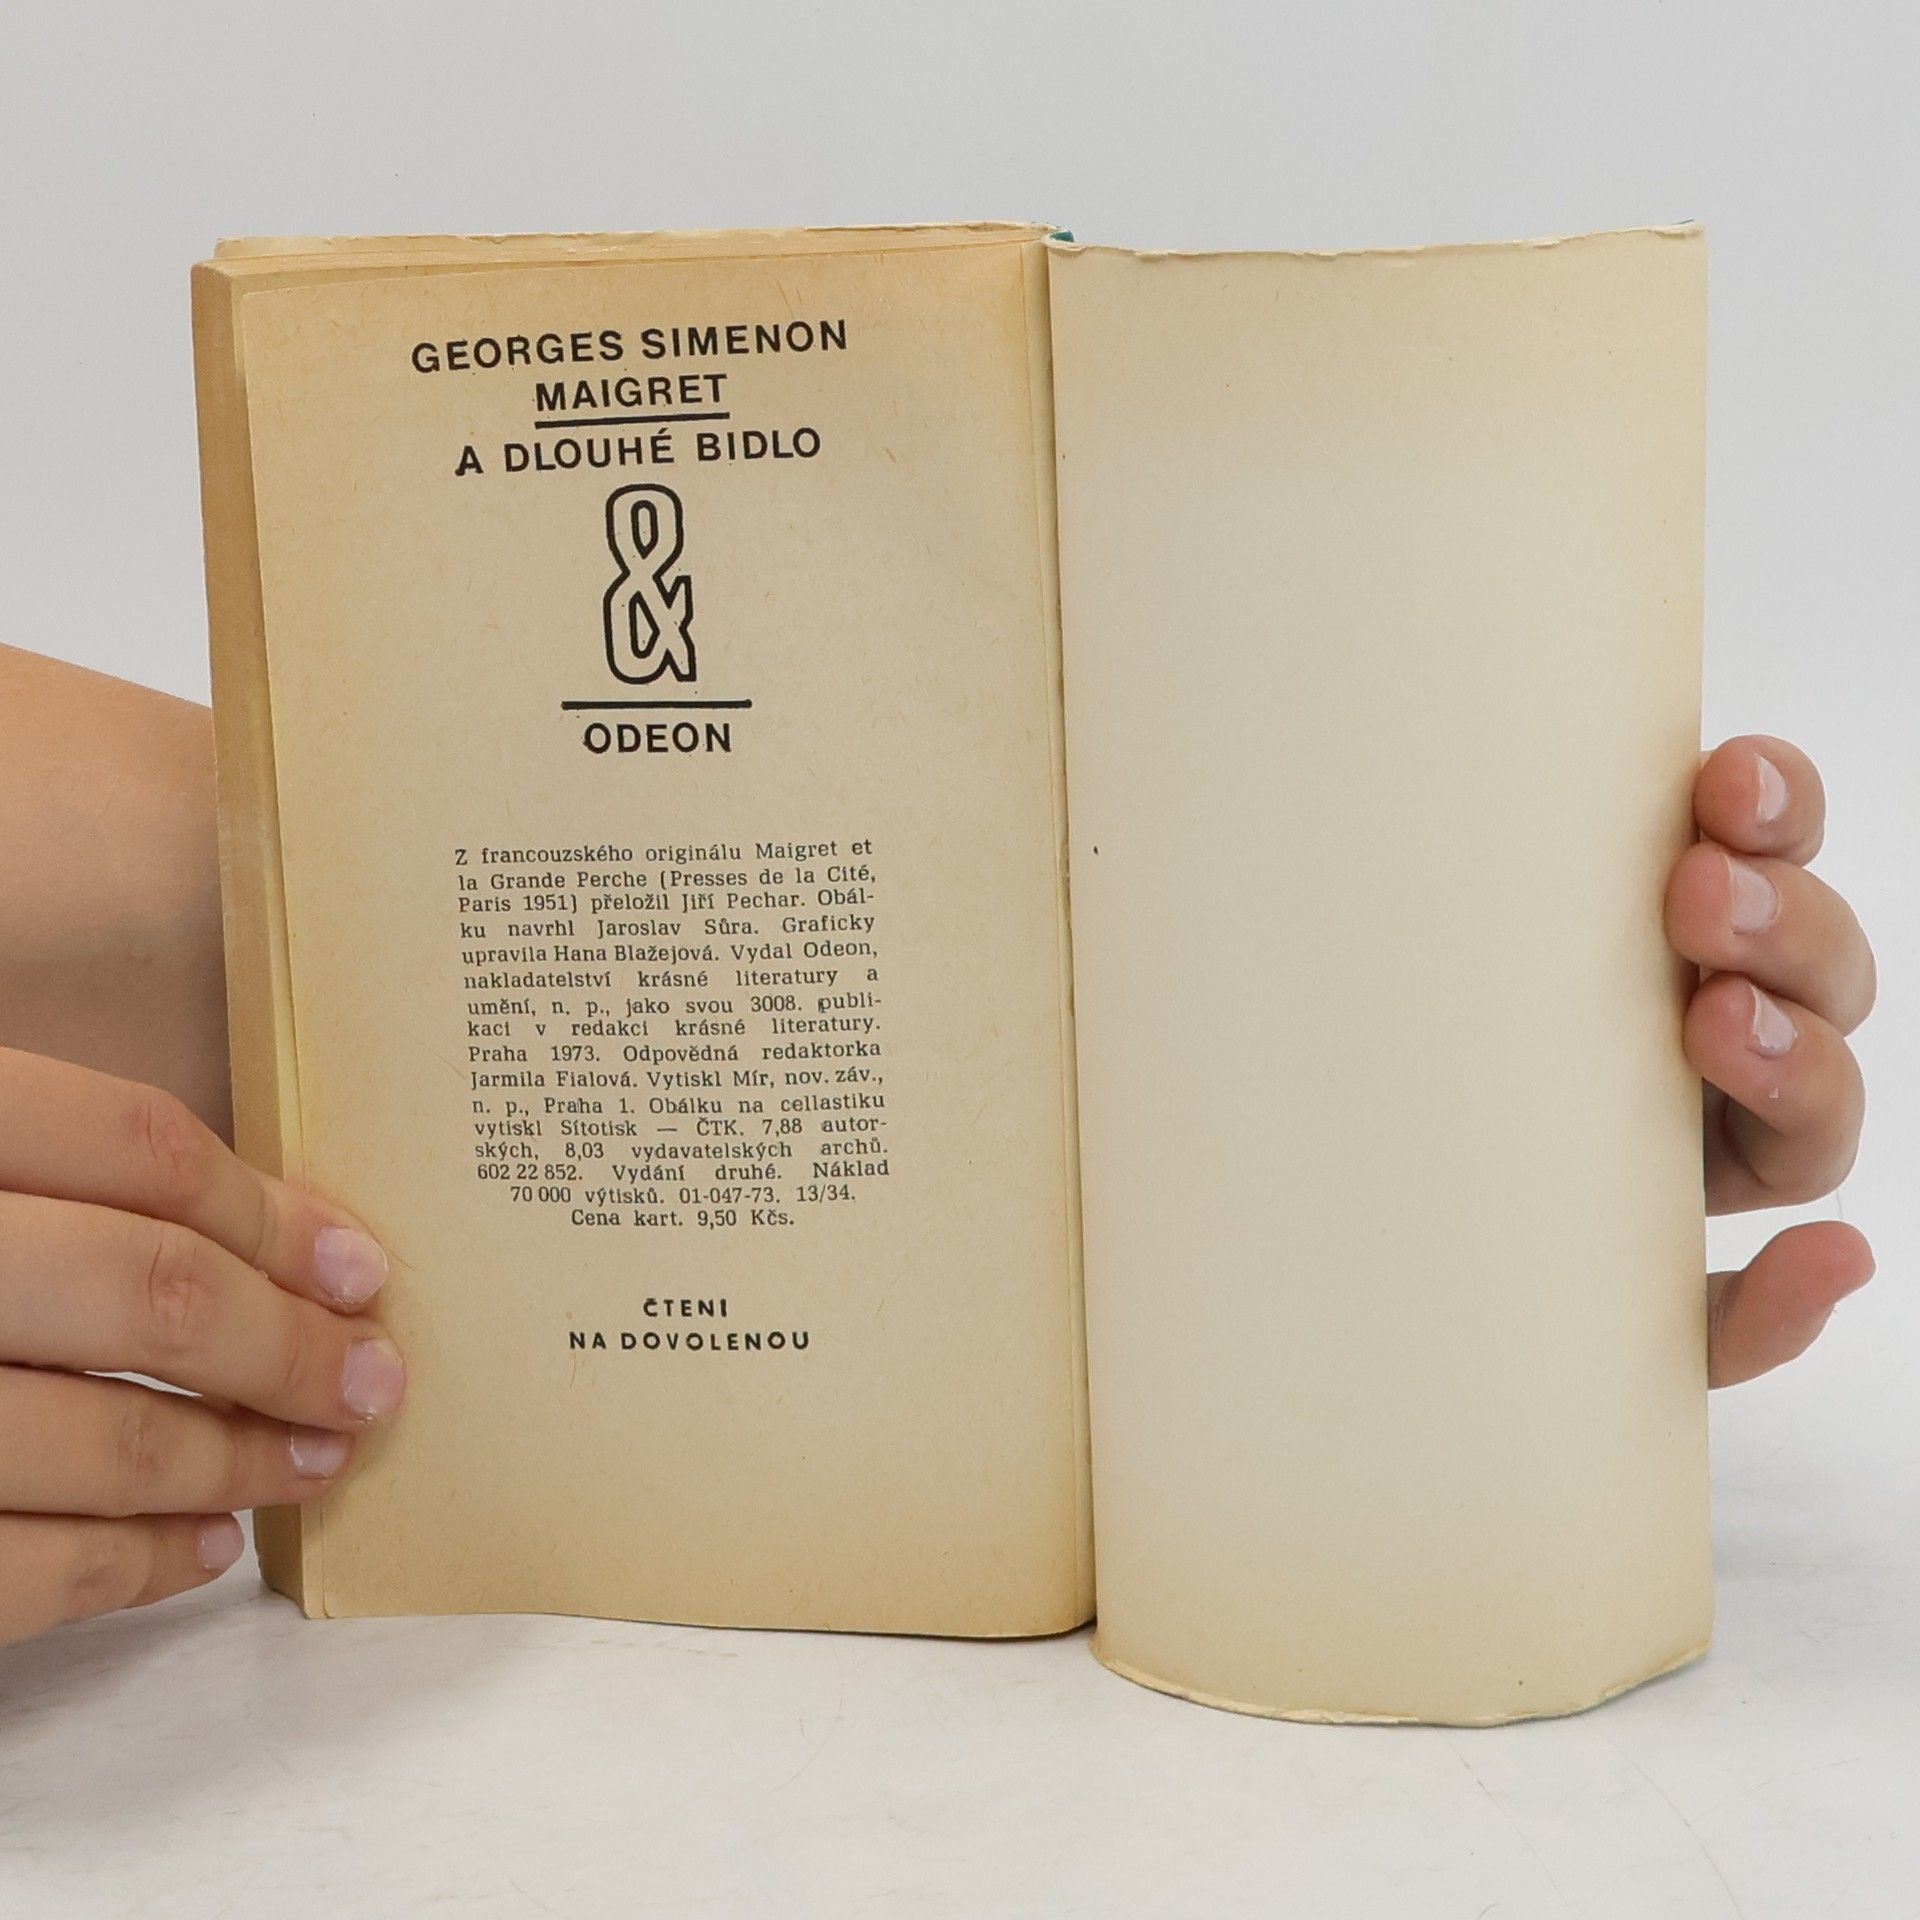 GEORGES SIMENON
MAIGRET
A DLOUHÉ BIDLO
&
ODEON
Z francouzského originálu Maigret et
la Grande Perche (Presses de la Cité,
Paris 1951) přeložil Jiří Pechar. Obál-
ku navrhl Jaroslav Sůra. Graficky
upravila Hana Blažejová. Vydal Odeon,
nakladatelství krásné literatury a
umění, n. p., jako svou 3008. publi-
kaci v redakci krásné literatury.
Praha 1973. Odpovědná redaktorka
Jarmila Fialová. Vytiskl Mír, nov. záv.,
n. p., Praha 1. Obálku na cellastiku
vytiskl Sítotisk — ČTK. 7,88 autor-
ských, 8,03 vydavatelských archů.
602 22 852. Vydání druhé. Náklad
70 000 výtisků. 01-047-73. 13/34.
Cena kart. 9,50 Kčs.
ČTENÍ
NA DOVOLENOU